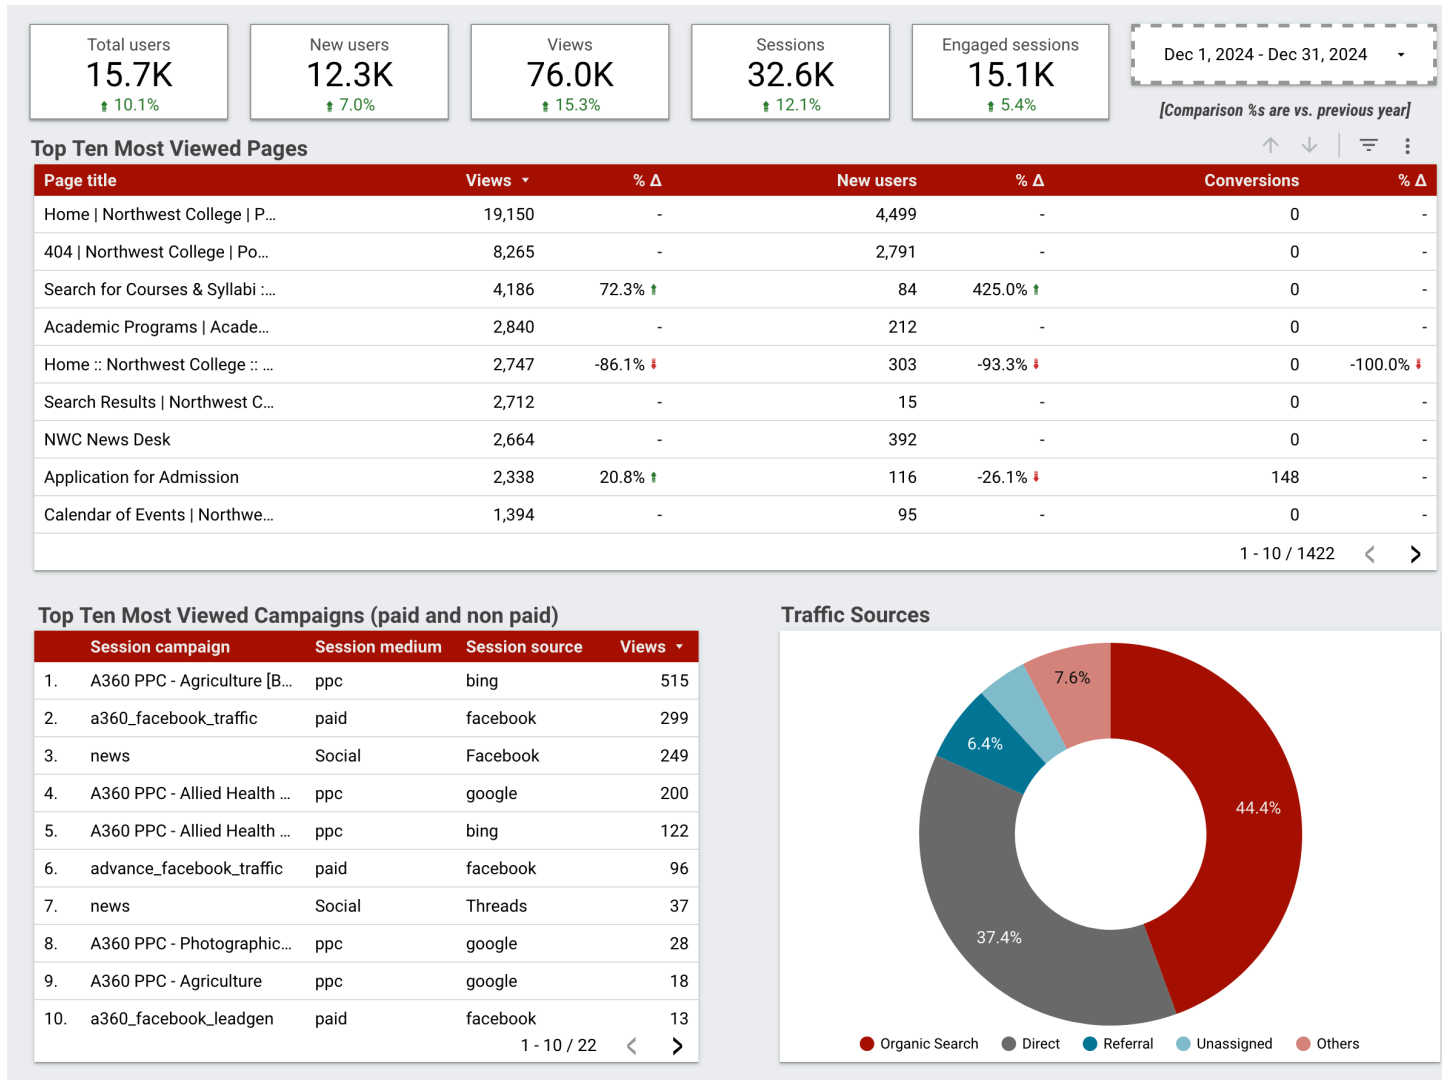 Total users
15.7K
10.1%
New users
12.3K
7.0%
Views
76.0K
15.3%
Sessions
32.6K
12.1%
Engaged sessions
15.1K
5.4%
Dec 1, 2024 - Dec 31, 2024
[Comparison %s are vs. previous year]
Top Ten Most Viewed Pages
Page title Views % Δ New users % Δ Conversions % Δ
Home | Northwest College | P... 19,150 - 4,499 - 0 -
404 | Northwest College | Po... 8,265 - 2,791 - 0 -
Search for Courses & Syllabi :... 4,186 72.3% 84 425.0% 0 -
Academic Programs | Acade... 2,840 - 212 - 0 -
Home :: Northwest College :: ... 2,747 -86.1% 303 -93.3% 0 -100.0%
Search Results | Northwest C... 2,712 - 15 - 0 -
NWC News Desk 2,664 - 392 - 0 -
Application for Admission 2,338 20.8% 116 -26.1% 148 -
Calendar of Events | Northwe... 1,394 - 95 - 0 -
1 - 10 / 1422
Top Ten Most Viewed Campaigns (paid and non paid)
Session campaign Session medium Session source Views
1. A360 PPC - Agriculture [B... ppc bing 515
2. a360_facebook_traffic paid facebook 299
3. news Social Facebook 249
4. A360 PPC - Allied Health ... ppc google 200
5. A360 PPC - Allied Health ... ppc bing 122
6. advance_facebook_traffic paid facebook 96
7. news Social Threads 37
8. A360 PPC - Photographic... ppc google 28
9. A360 PPC - Agriculture ppc google 18
10. a360_facebook_leadgen paid facebook 13
1 - 10 / 22
Traffic Sources
7.6%
6.4%
44.4%
37.4%
Organic Search Direct Referral Unassigned Others